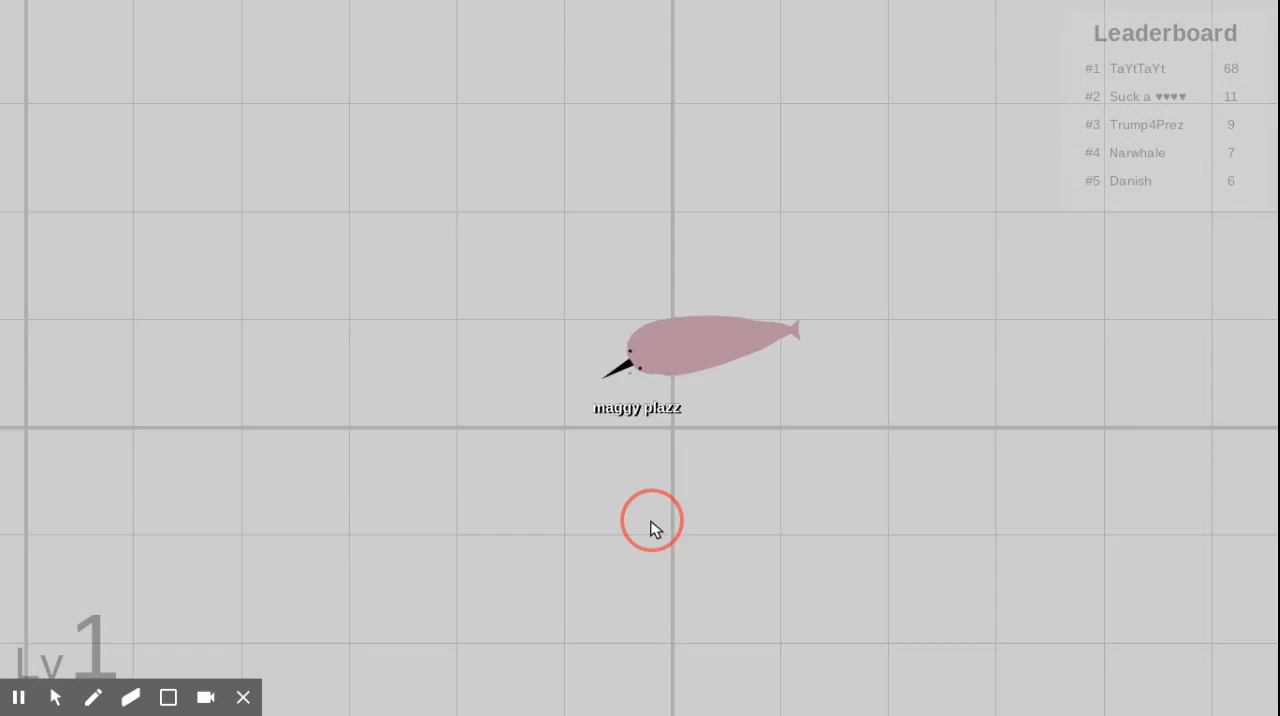 Leaderboard
#1 TaYtTaYt 68
#2 Suck a ♥♥♥♥ 11
#3 Trump4Prez 9
#4 Narwhale 7
#5 Danish 6
maggy plazz
Lv 1